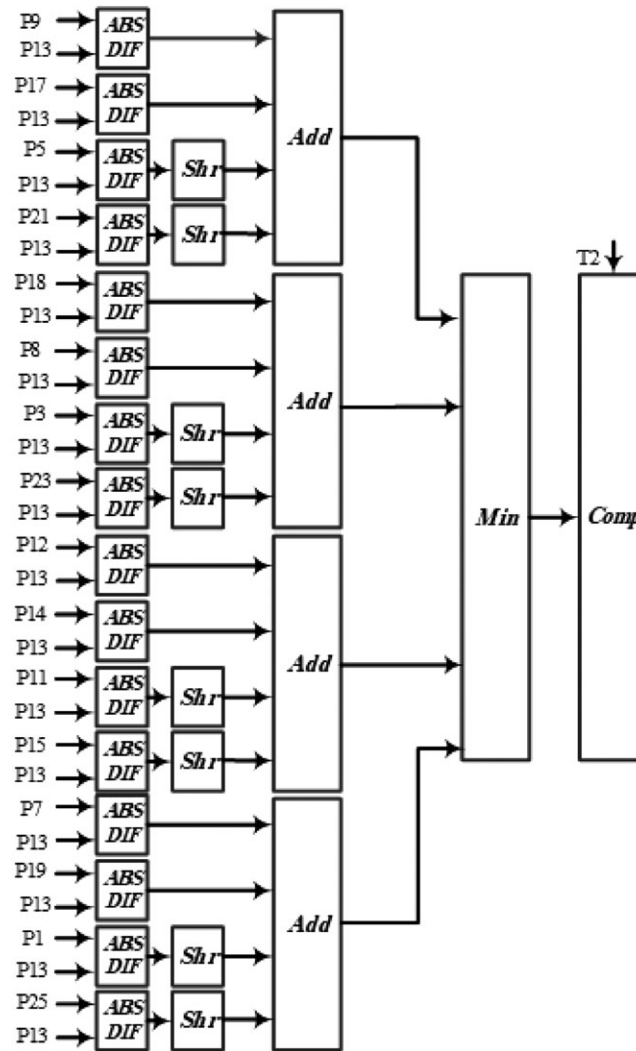 P9
P13
ABS
DIF
P17
P13
ABS
DIF
P5
P13
ABS
DIF
Shr
P21
P13
ABS
DIF
Shr
Add
P18
P13
ABS
DIF
P8
P13
ABS
DIF
P3
P13
ABS
DIF
Shr
P23
P13
ABS
DIF
Shr
Add
P12
P13
ABS
DIF
P14
P13
ABS
DIF
P11
P13
ABS
DIF
Shr
P15
P13
ABS
DIF
Shr
Add
P7
P13
ABS
DIF
P19
P13
ABS
DIF
P1
P13
ABS
DIF
Shr
P25
P13
ABS
DIF
Shr
Add
Min
T2
Comp